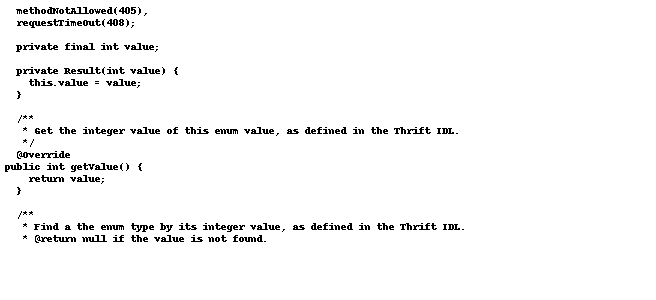 methodNotAllowed(405),
requestTimeOut(408);
private final int value;
private Result(int value) {
this.value = value;
}
/**
* Get the integer value of this enum value, as defined in the Thrift IDL.
*/
@Override
public int getValue() {
return value;
}
/**
* Find a the enum type by its integer value, as defined in the Thrift IDL.
* @return null if the value is not found.